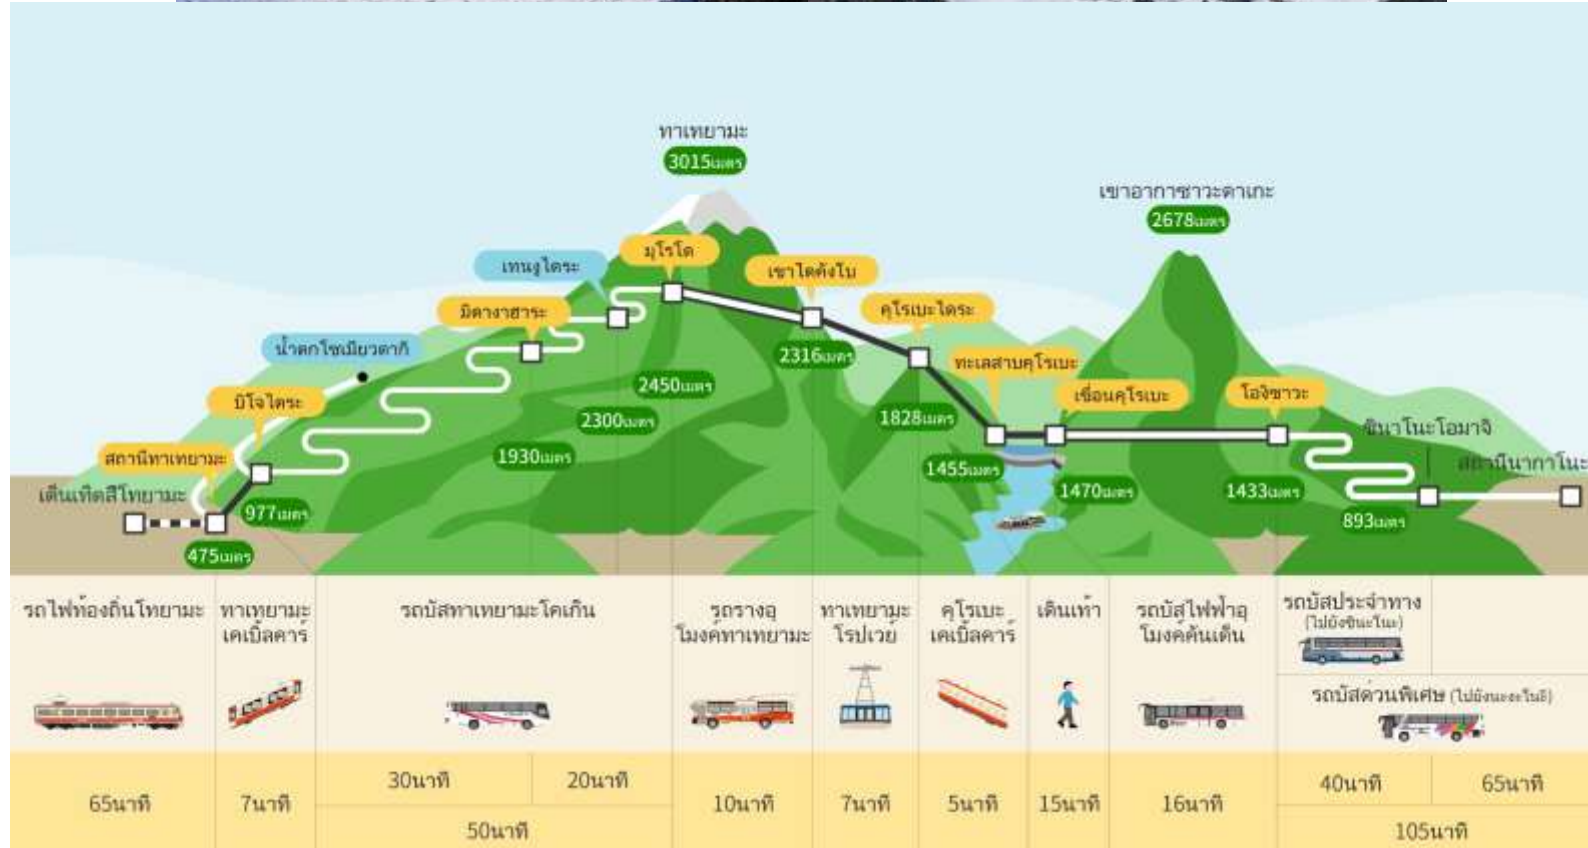 ทาเทยามะ
3015เมตร
เขาอากาซาวะดาเกะ
2678เมตร
มุโรโด
เทนงูไดระ
เขาไดคังโบ
มิดางาฮาระ
คุโรเบะไดระ
น้ำตกโชเมียวดากิ
ทะเลสาบคุโรเบะ
บิโจไดระ
เขื่อนคุโรเบะ
โอกิซาวะ
สถานีทาเทยามะ
ชินาโนะโอมาจิ
สถานีนากาโนะ
เด็นเท็ตสึโทยามะ
475เมตร
977เมตร
1930เมตร
2300เมตร
2450เมตร
2316เมตร
1828เมตร
1455เมตร
1470เมตร
1433เมตร
893เมตร
รถไฟท้องถิ่นโทยามะ
ทาเทยามะ
เคเบิ้ลคาร์
รถบัสทาเทยามะโคเก็น
รถรางอุ
โมงค์ทาเทยามะ
ทาเทยามะ
โรปเวย์
คุโรเบะ
เคเบิ้ลคาร์
เดินเท้า
รถบัสไฟฟ้าอุ
โมงค์คันเด็น
รถบัสประจำทาง
(ไปยังชินะโนะ)
รถบัสด่วนพิเศษ
65นาที
7นาที
30นาที
20นาที
50นาที
10นาที
7นาที
5นาที
15นาที
16นาที
40นาที
65นาที
105นาที